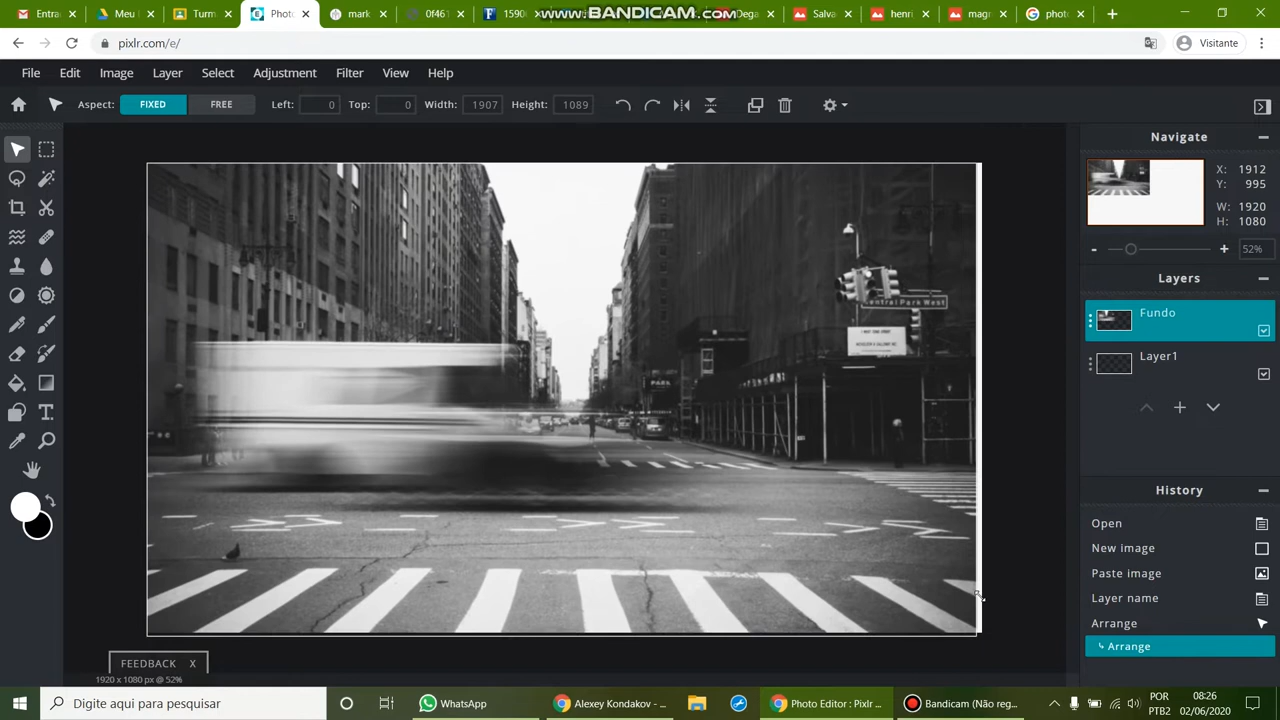 www.BANDICAM.com
Entra
Meu I
Turm
Photo
mark
0f461
1590
Dega
Salva
henri
magn
photo
pixlr.com/e/
Visitante
File Edit Image Layer Select Adjustment Filter View Help
Aspect: FIXED FREE Left: 0 Top: 0 Width: 1907 Height: 1089
Navigate
X: 1912
Y: 995
W: 1920
H: 1080
- + 52%
Layers
Fundo
Layer1
History
Open
New image
Paste image
Layer name
Arrange
Arrange
Central Park West
PARK
FEEDBACK X
1920 x 1080 px @ 52%
Digite aqui para pesquisar
WhatsApp
Alexey Kondakov - ...
Photo Editor : Pixlr ...
Bandicam (Não reg...
POR
PTB2
08:26
02/06/2020